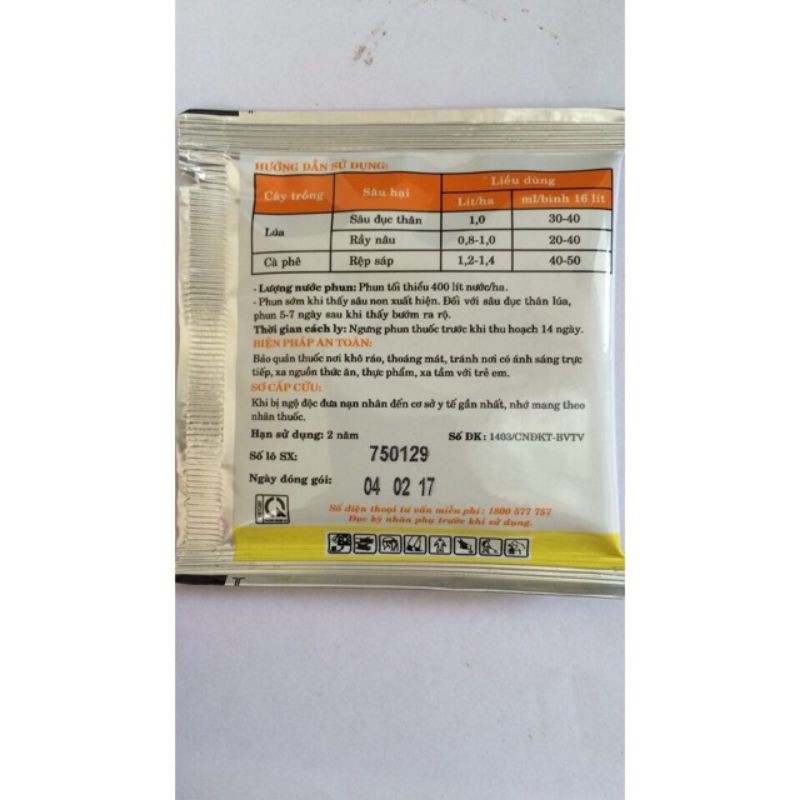 HƯỚNG DẪN SỬ DỤNG:
Cây trồng Sâu hại Liều dùng
Lít/ha ml/bình 16 lít
Lúa Sâu đục thân 1,0 30-40
Rầy nâu 0,8-1,0 20-40
Cà phê Rệp sáp 1,2-1,4 40-50
- Lượng nước phun: Phun tối thiểu 400 lít nước/ha.
- Phun sớm khi thấy sâu non xuất hiện. Đối với sâu đục thân lúa,
phun 5-7 ngày sau khi thấy bướm ra rộ.
Thời gian cách ly: Ngưng phun thuốc trước khi thu hoạch 14 ngày.
BIỆN PHÁP AN TOÀN:
Bảo quản thuốc nơi khô ráo, thoáng mát, tránh nơi có ánh sáng trực
tiếp, xa nguồn thức ăn, thực phẩm, xa tầm với trẻ em.
SƠ CẤP CỨU:
Khi bị ngộ độc đưa nạn nhân đến cơ sở y tế gần nhất, nhớ mang theo
nhãn thuốc.
Hạn sử dụng: 2 năm Số ĐK: 1403/CNĐKT-BVTV
Số lô SX: 750129
Ngày đóng gói: 04 02 17
Số điện thoại tư vấn miễn phí: 1800 577 787
Đọc kỹ nhãn phụ trước khi sử dụng.